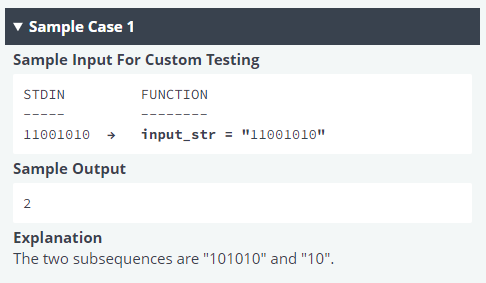 ▼ Sample Case 1
Sample Input For Custom Testing
STDIN FUNCTION
----- --------
11001010 → input_str = "11001010"
Sample Output
2
Explanation
The two subsequences are "101010" and "10".